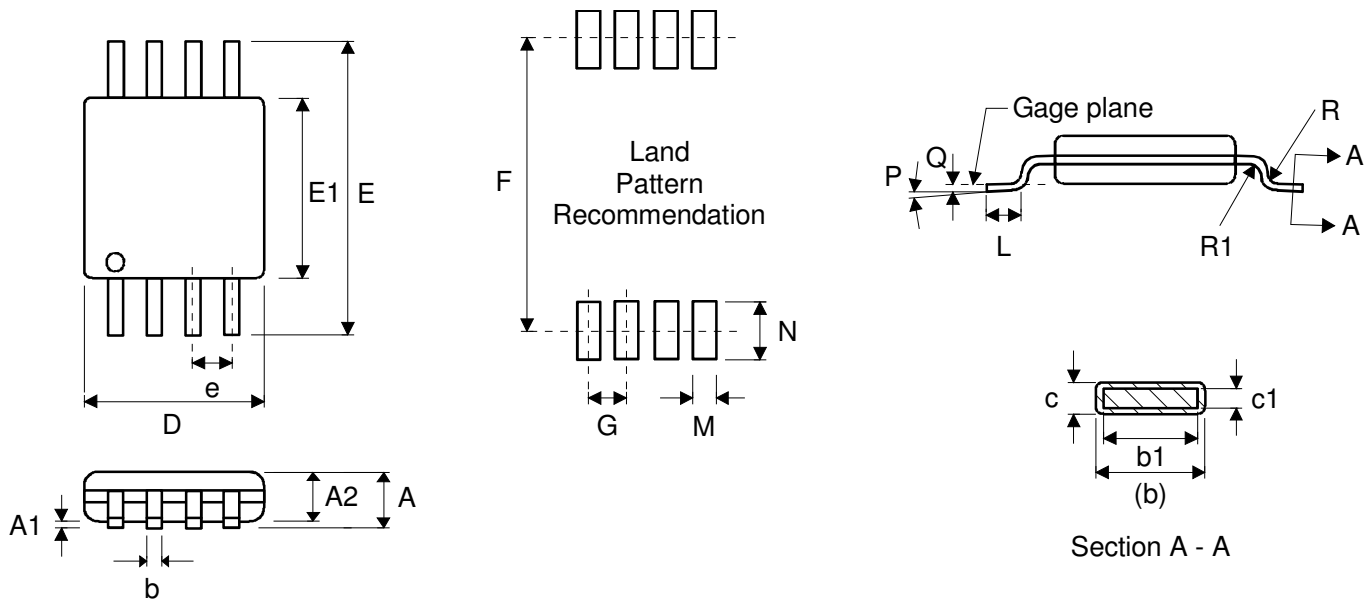 E1
E
e
D
A1
A2
A
b
F
Land
Pattern
Recommendation
N
G
M
Gage plane
R
Q
P
A
A
L
R1
c
c1
b1
(b)
Section A - A